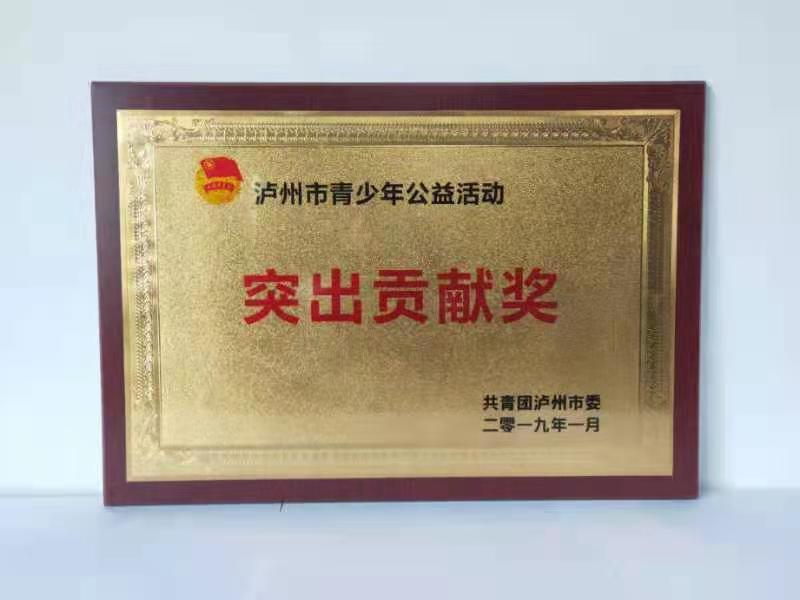 泸州市青少年公益活动
突出贡献奖
共青团泸州市委
二零一九年一月